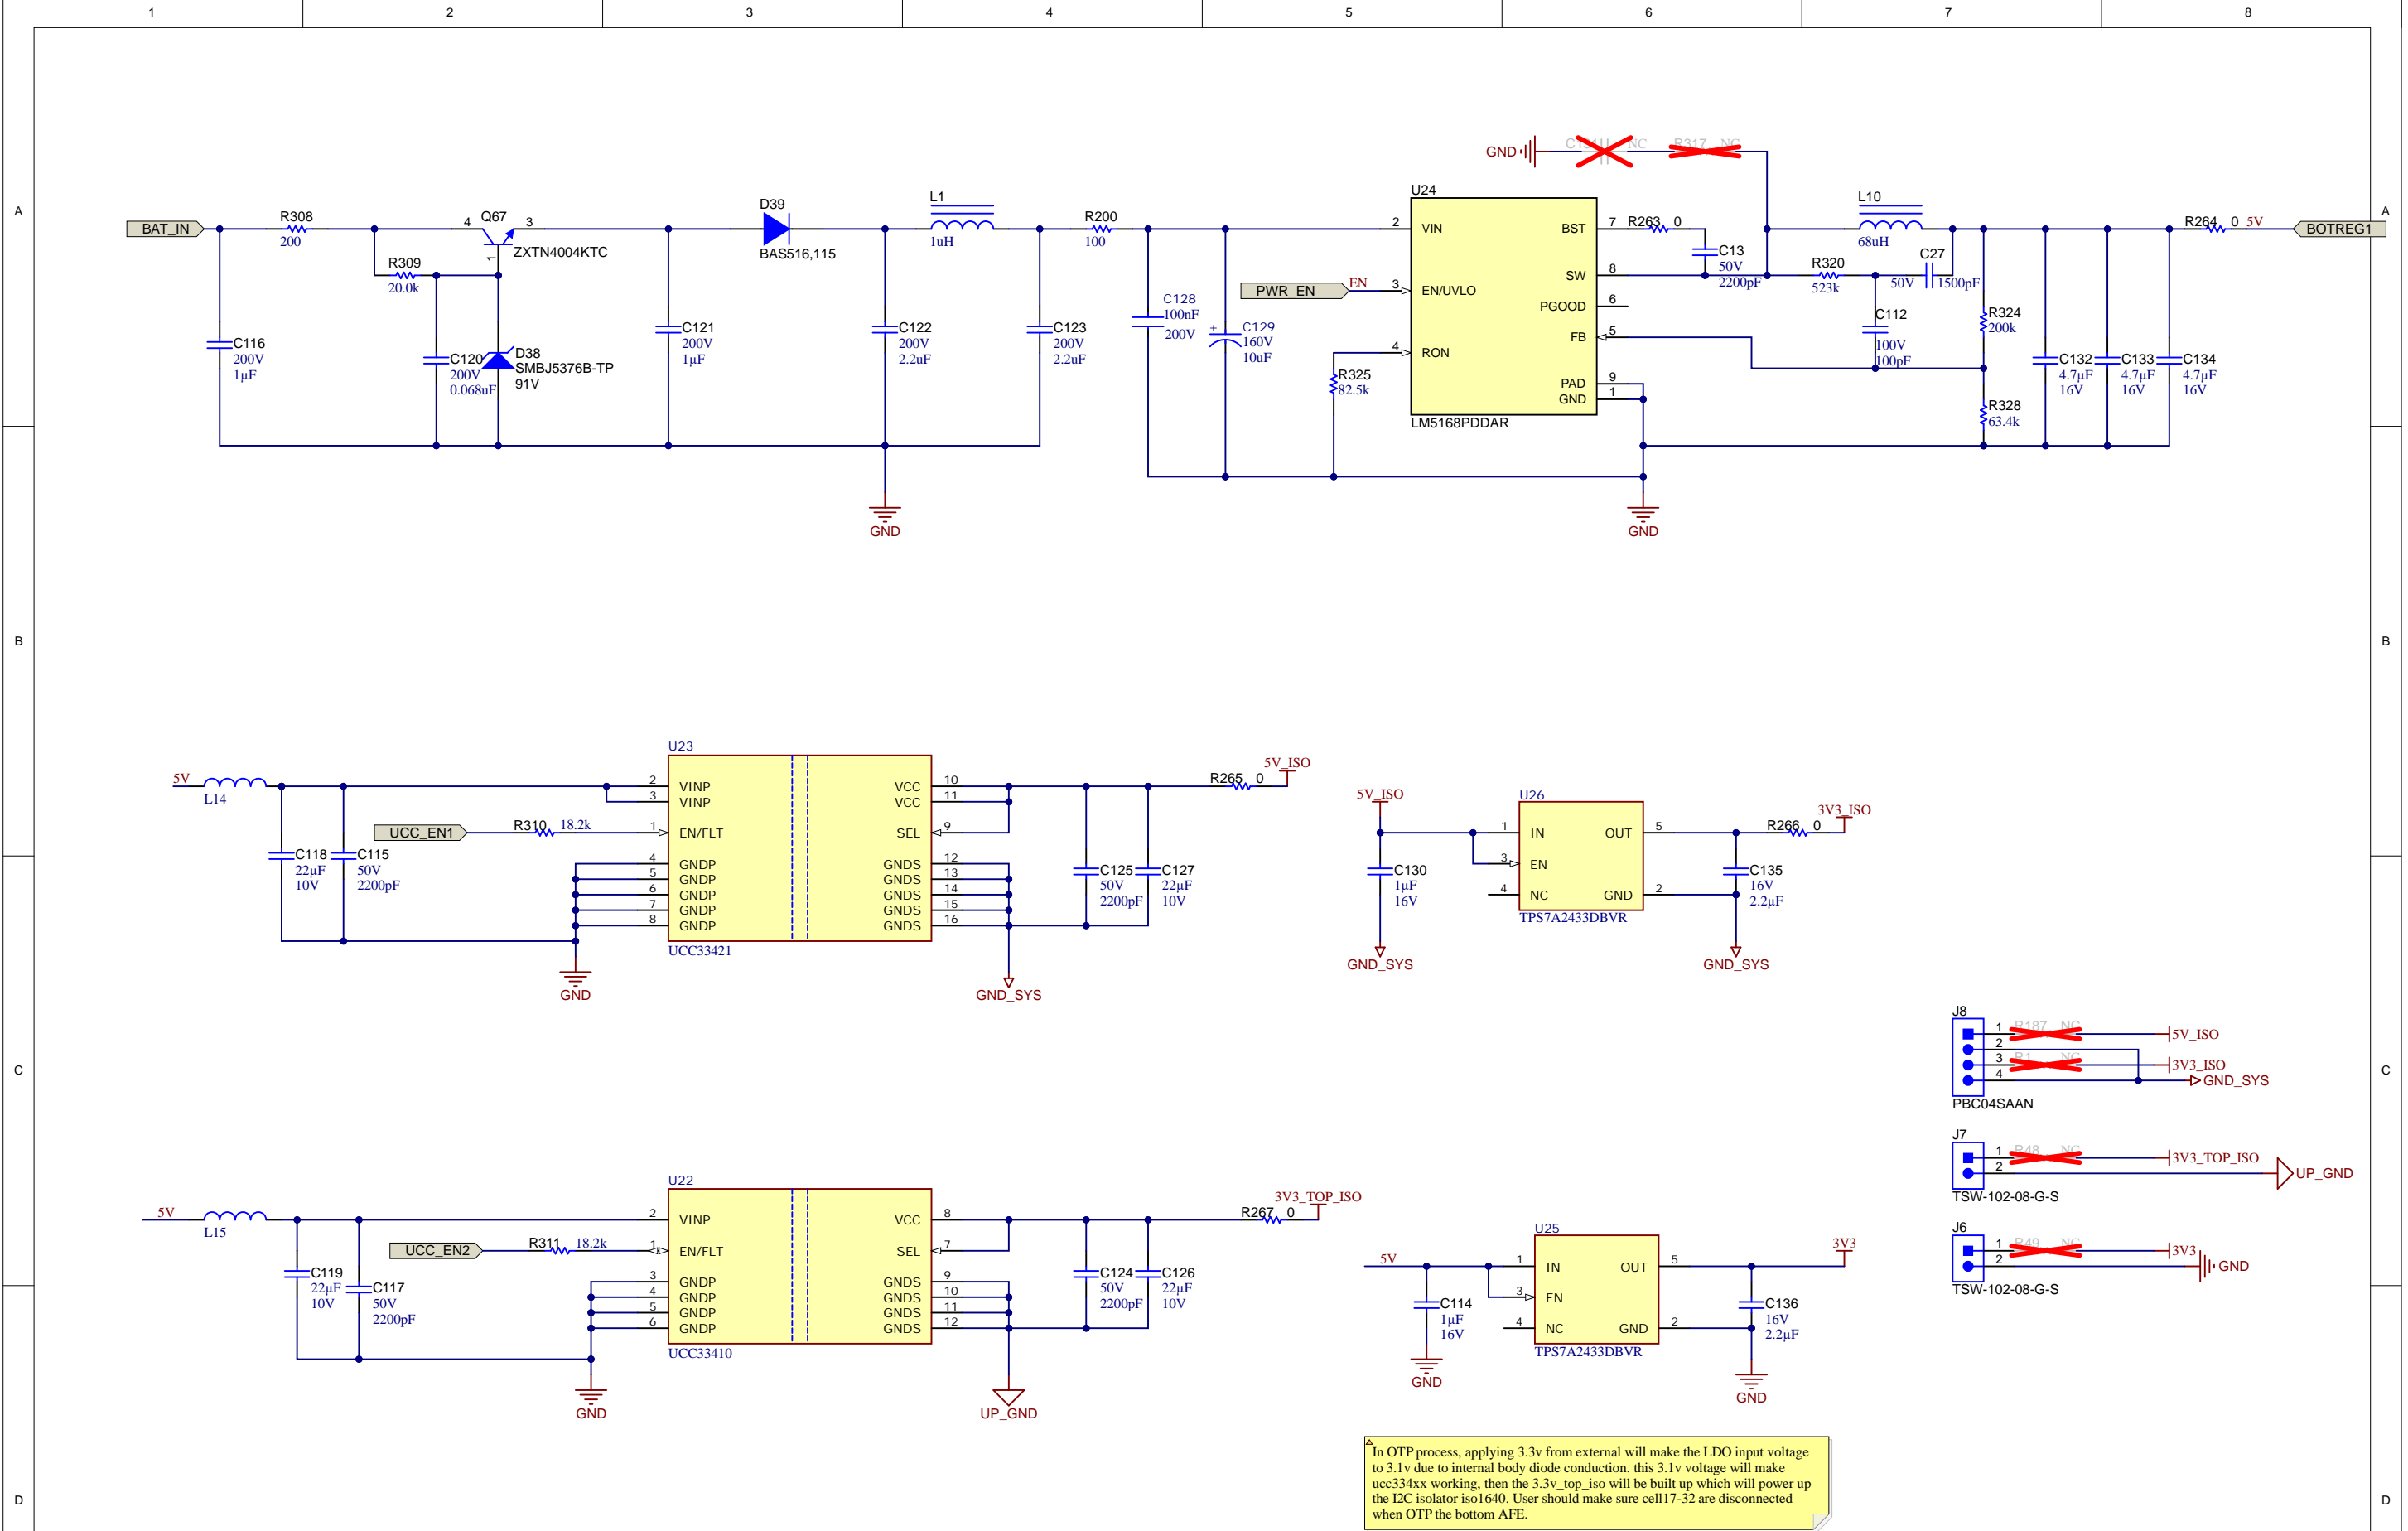 1 2 3 4 5 6 7 8
A
A
B
B
C
C
D
D
BAT_IN
R308
200
R309
20.0k
4 Q67 3
1
ZXTN4004KTC
C116
200V
1µF
C120
200V
0.068uF
D38
SMBJ5376B-TP
91V
C121
200V
1µF
D39
BAS516,115
C122
200V
2.2uF
L1
1uH
C123
200V
2.2uF
R200
100
GND
C128
100nF
200V
+
C129
160V
10uF
PWR_EN
EN
R325
82.5k
U24
2 VIN
3 EN/UVLO
4 RON
BST 7
SW 8
PGOOD 6
FB 5
PAD 9
GND 1
LM5168PDDAR
GND
GND
NC
R317 NC
R263 0
C13
50V
2200pF
L10
68uH
R320
523k
C27
50V 1500pF
C112
100V
100pF
R324
200k
R328
63.4k
C132
4.7µF
16V
C133
4.7µF
16V
C134
4.7µF
16V
R264 0 5V
BOTREG1
5V
L14
C118
22µF
10V
C115
50V
2200pF
UCC_EN1
R310 18.2k
U23
2 VINP
3 VINP
1 EN/FLT
4 GNDP
5 GNDP
6 GNDP
7 GNDP
8 GNDP
VCC 10
VCC 11
SEL 9
GNDS 12
GNDS 13
GNDS 14
GNDS 15
GNDS 16
UCC33421
GND
GND_SYS
C125
50V
2200pF
C127
22µF
10V
R265 0
5V_ISO
5V_ISO
C130
1µF
16V
GND_SYS
U26
1 IN
3 EN
4 NC
OUT 5
GND 2
TPS7A2433DBVR
R266 0
3V3_ISO
C135
16V
2.2µF
GND_SYS
J8
1 R187 NC 5V_ISO
2
3 R1 NC 3V3_ISO
4 GND_SYS
PBC04SAAN
J7
1 R48 NC 3V3_TOP_ISO
2 UP_GND
TSW-102-08-G-S
J6
1 R49 NC 3V3
2 GND
TSW-102-08-G-S
5V
L15
C119
22µF
10V
C117
50V
2200pF
UCC_EN2
R311 18.2k
U22
2 VINP
1 EN/FLT
3 GNDP
4 GNDP
5 GNDP
6 GNDP
VCC 8
SEL 7
GNDS 9
GNDS 10
GNDS 11
GNDS 12
UCC33410
GND
UP_GND
C124
50V
2200pF
C126
22µF
10V
R267 0
3V3_TOP_ISO
5V
C114
1µF
16V
GND
U25
1 IN
3 EN
4 NC
OUT 5
GND 2
TPS7A2433DBVR
3V3
C136
16V
2.2µF
GND
In OTP process, applying 3.3v from external will make the LDO input voltage
to 3.1v due to internal body diode conduction. this 3.1v voltage will make
ucc334xx working, then the 3.3v_top_iso will be built up which will power up
the I2C isolator iso1640. User should make sure cell17-32 are disconnected
when OTP the bottom AFE.